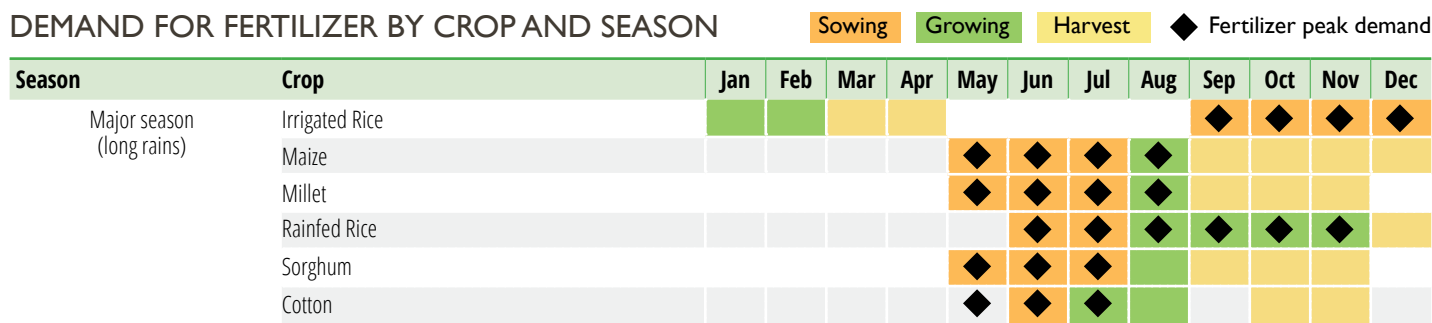 DEMAND FOR FERTILIZER BY CROP AND SEASON
Sowing Growing Harvest Fertilizer peak demand
Season Crop Jan Feb Mar Apr May Jun Jul Aug Sep Oct Nov Dec
Major season
(long rains)
Irrigated Rice
Maize
Millet
Rainfed Rice
Sorghum
Cotton